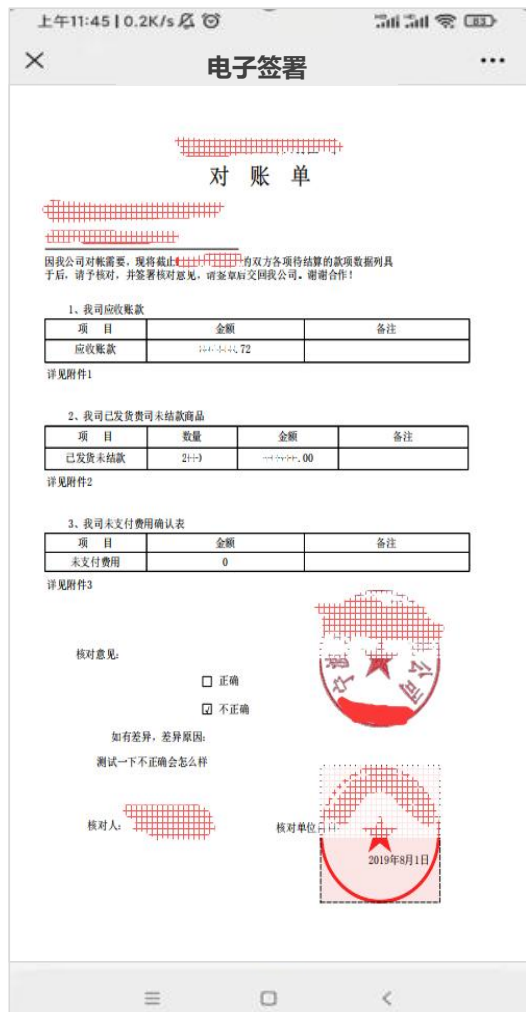 上午11:45 | 0.2K/s
83
电子签署
对 账 单
因我公司对帐需要，现将截止 的双方各项待结算的款项数据列具
于后，请予核对，并签署核对意见，请签章后交回我公司。谢谢合作！
1、我司应收账款
项 目 金额 备注
应收账款 .72
详见附件1
2、我司已发货贵司未结款商品
项 目 数量 金额 备注
已发货未结款 .00
详见附件2
3、我司未支付费用确认表
项 目 金额 备注
未支付费用 0
详见附件3
公司
核对意见：
正确
不正确
如有差异，差异原因：
测试一下不正确会怎么样
核对人： 核对单位
2019年8月1日